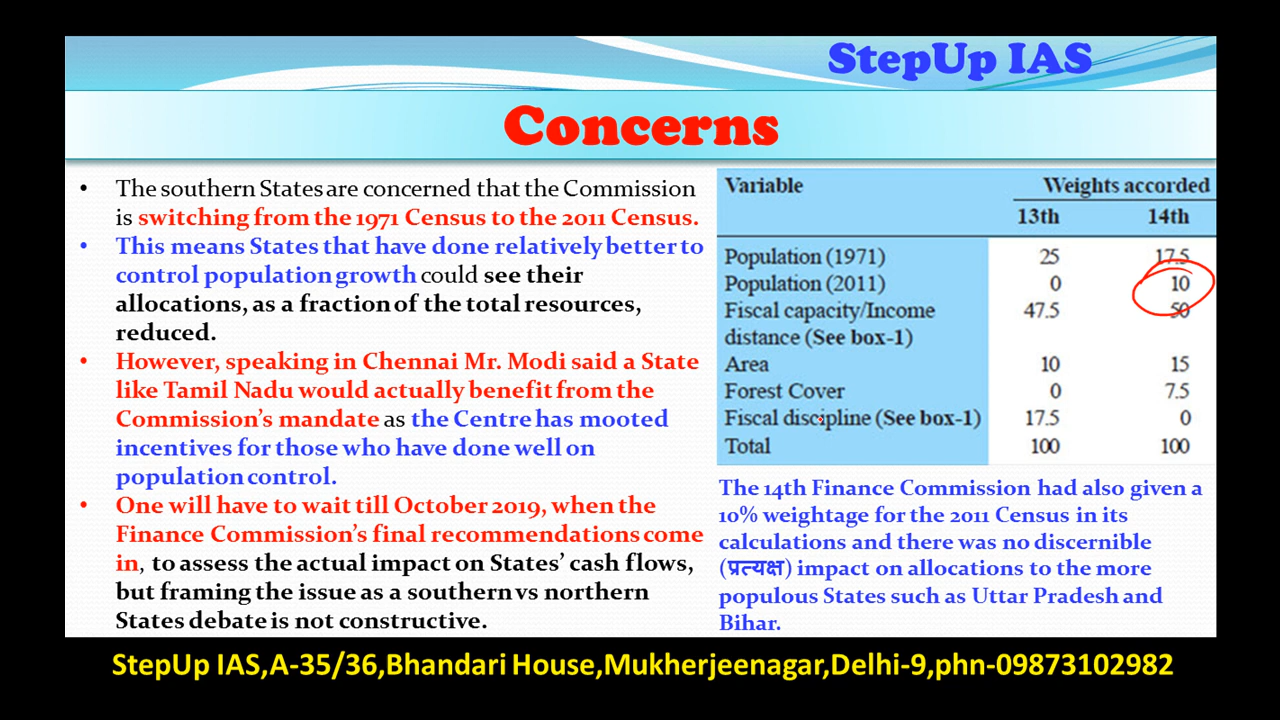 StepUp IAS
Concerns
• The southern States are concerned that the Commission
is switching from the 1971 Census to the 2011 Census.
• This means States that have done relatively better to
control population growth could see their
allocations, as a fraction of the total resources,
reduced.
• However, speaking in Chennai Mr. Modi said a State
like Tamil Nadu would actually benefit from the
Commission's mandate as the Centre has mooted
incentives for those who have done well on
population control.
• One will have to wait till October 2019, when the
Finance Commission's final recommendations come
in, to assess the actual impact on States' cash flows,
but framing the issue as a southern vs northern
States debate is not constructive.
Variable Weights accorded
13th 14th
Population (1971) 25 17.5
Population (2011) 0 10
Fiscal capacity/Income 47.5 50
distance (See box-1)
Area 10 15
Forest Cover 0 7.5
Fiscal discipline (See box-1) 17.5 0
Total 100 100
The 14th Finance Commission had also given a
10% weightage for the 2011 Census in its
calculations and there was no discernible
(प्रत्यक्ष) impact on allocations to the more
populous States such as Uttar Pradesh and
Bihar.
StepUp IAS,A-35/36,Bhandari House,Mukherjeenagar,Delhi-9,phn-09873102982